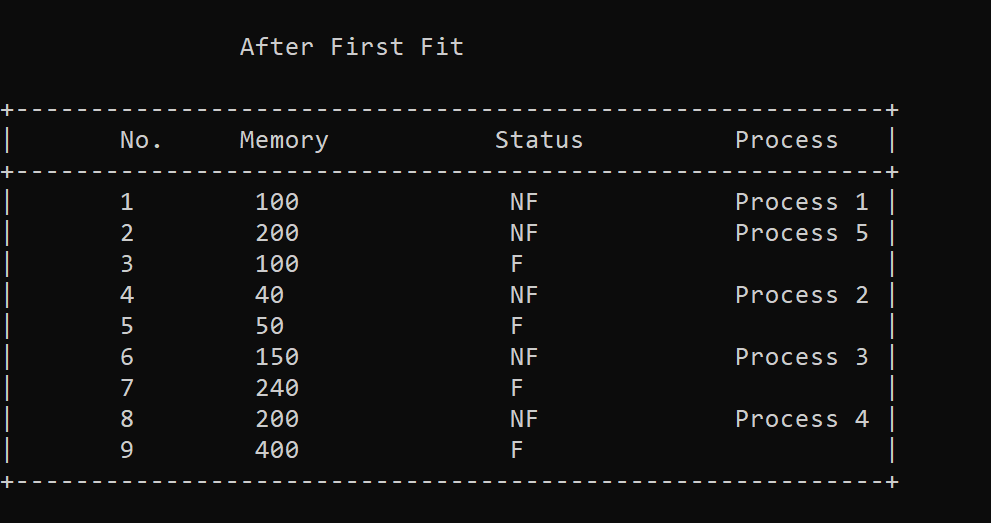 After First Fit
+----------------------------------------------------------+
|       No.     Memory           Status          Process   |
+----------------------------------------------------------+
|       1        100              NF             Process 1 |
|       2        200              NF             Process 5 |
|       3        100              F                        |
|       4        40               NF             Process 2 |
|       5        50               F                        |
|       6        150              NF             Process 3 |
|       7        240              F                        |
|       8        200              NF             Process 4 |
|       9        400              F                        |
+----------------------------------------------------------+